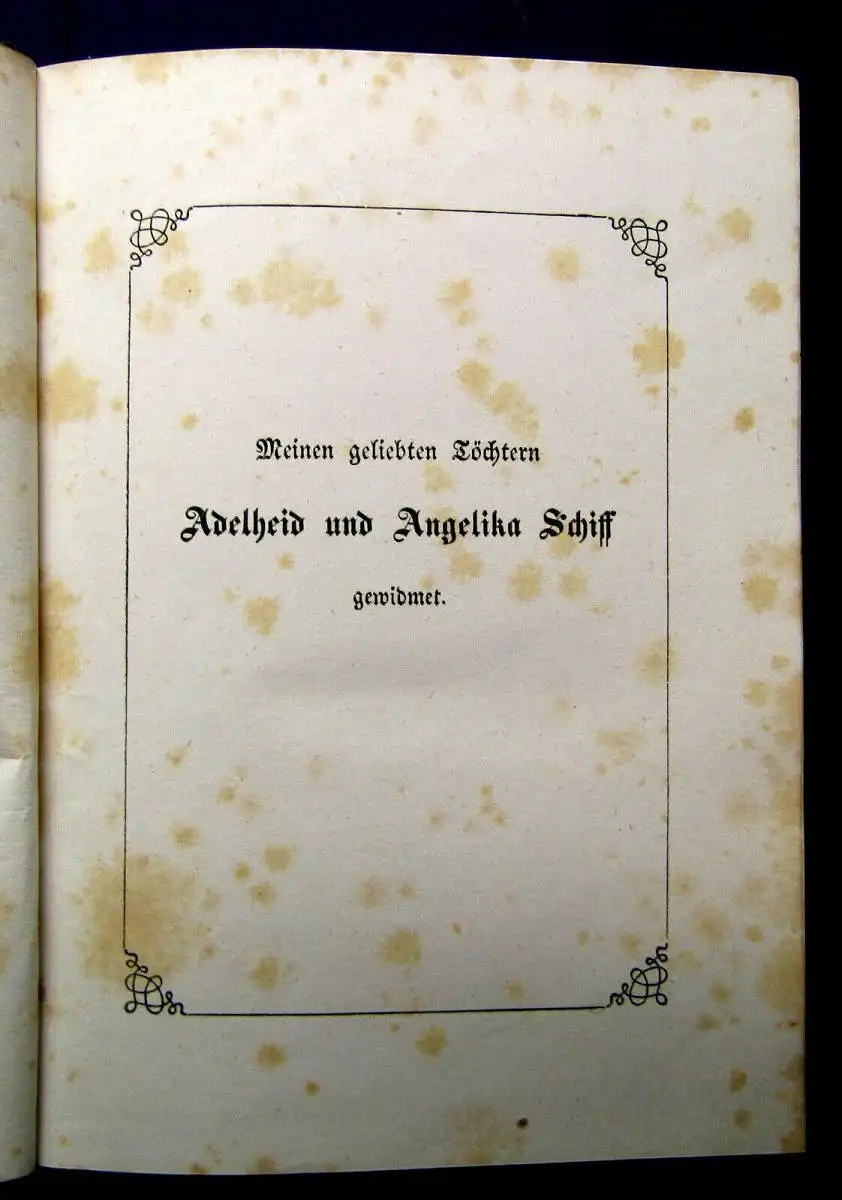 Meinen geliebten Töchtern
Adelheid und Angelika Schiff
gewidmet.